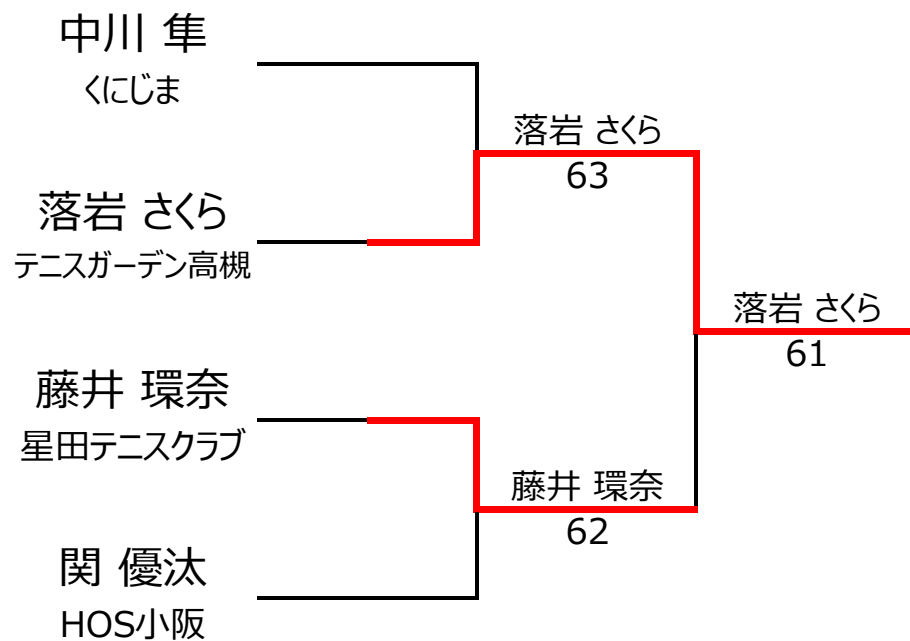 中川 隼
くにじま
落岩 さくら
63
落岩 さくら
テニスガーデン高槻
落岩 さくら
61
藤井 環奈
星田テニスクラブ
藤井 環奈
62
関 優汰
HOS小阪